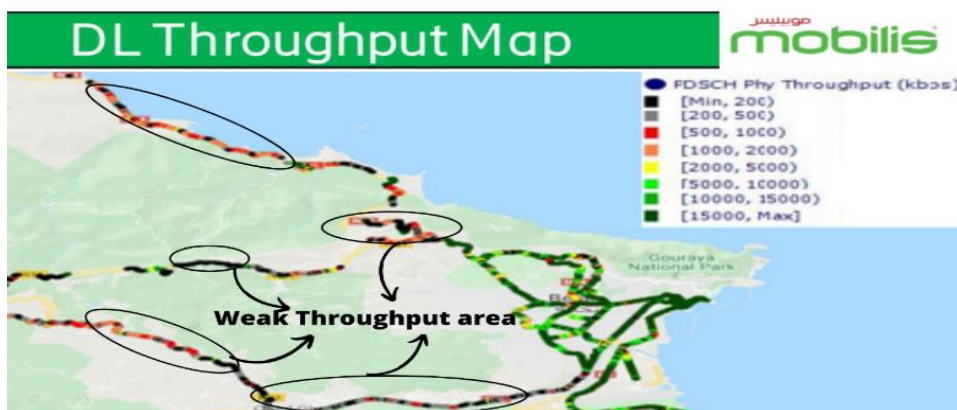 DL Throughput Map
موبيليس
mobilis
PDSCH Phy Throughput (kbps)
[Min, 200)
[200, 500)
[500, 1000)
[1000, 2000)
[2000, 5000)
[5000, 10000)
[10000, 15000)
[15000, Max]
Gouraya
National Park
Weak Throughput area